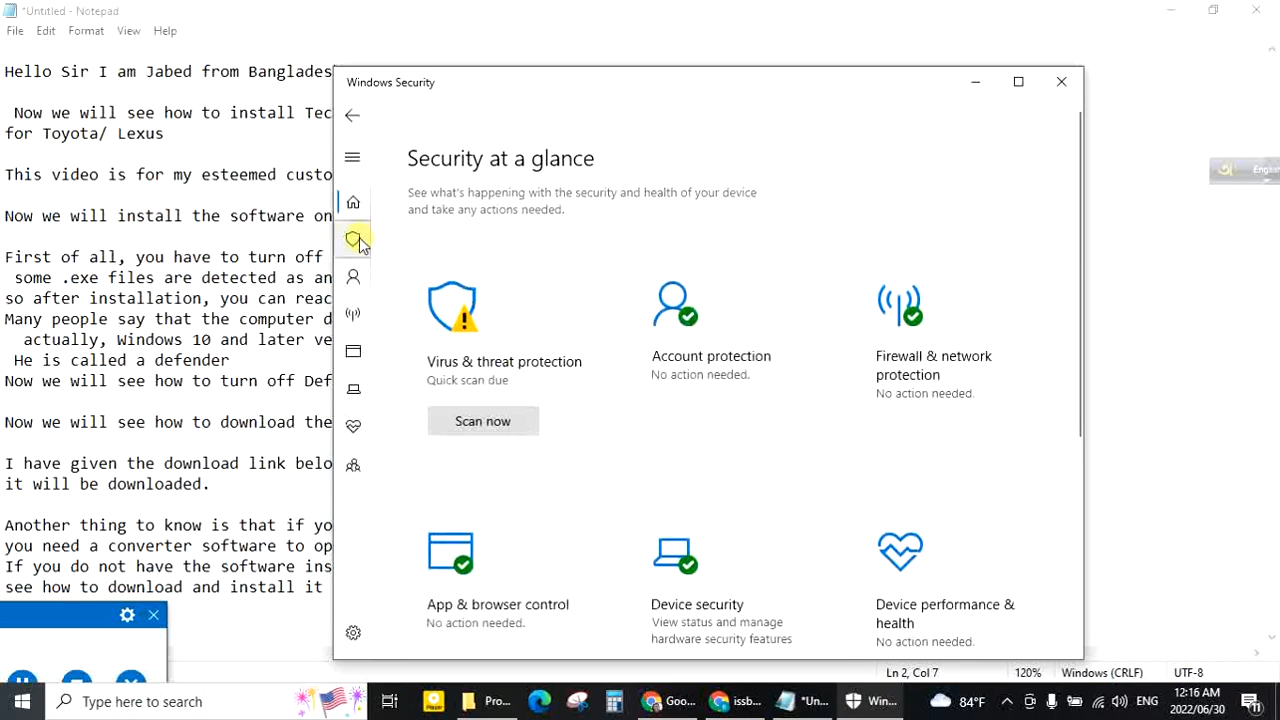 *Untitled - Notepad
File Edit Format View Help
Hello Sir I am Jabed from
Now we will see how to install
for Toyota/ Lexus
This video is for my esteemed
Now we will install the software on
First of all, you have to turn off
some .exe files are detected as an
so after installation, you can
Many people say that the computer
actually, Windows 10 and later
He is called a defender
Now we will see how to turn off
Now we will see how to download the
I have given the download link
it will be downloaded.
Another thing to know is that if
you need a converter software to
If you do not have the software
see how to download and install it
Windows Security
Security at a glance
See what's happening with the security and health of your device
and take any actions needed.
Virus & threat protection
Quick scan due
Scan now
Account protection
No action needed.
Firewall & network
protection
No action needed.
App & browser control
No action needed.
Device security
View status and manage
hardware security features
Device performance &
health
No action needed.
Ln 2, Col 7 120% Windows (CRLF) UTF-8
Type here to search
Pro...
Goo...
issb...
*Un...
Win...
84°F
ENG
12:16 AM
2022/06/30
11